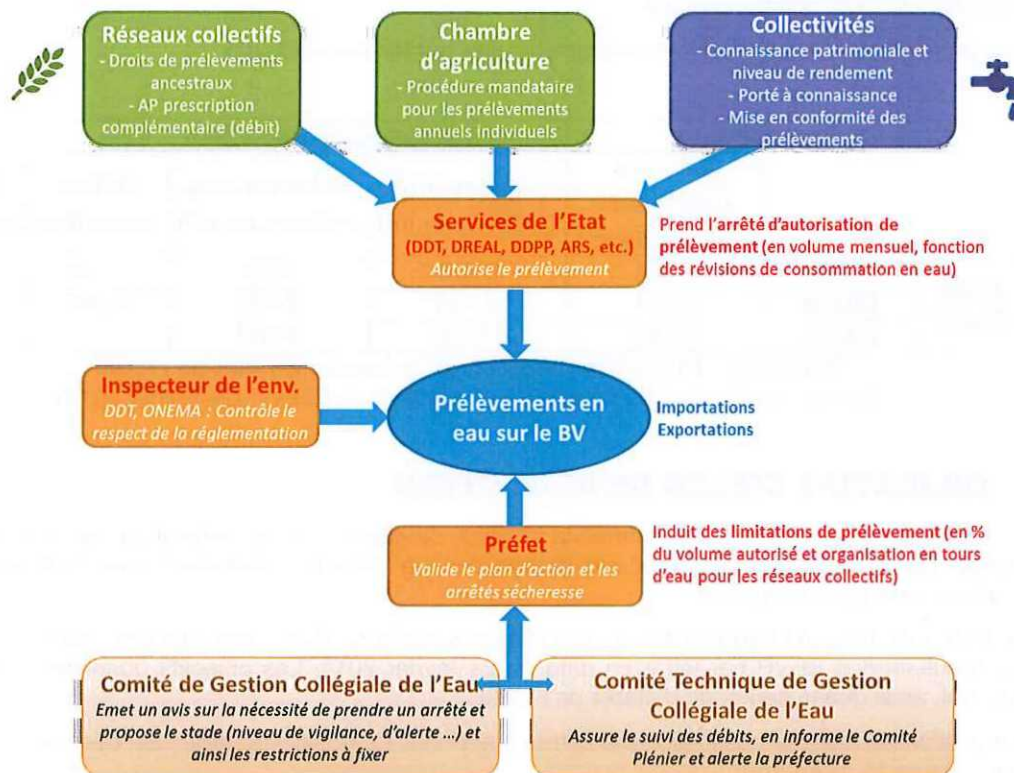 Réseaux collectifs
- Droits de prélèvements
ancestraux
- AP prescription
complémentaire (débit)
Chambre
d'agriculture
- Procédure mandataire
pour les prélèvements
annuels individuels
Collectivités
- Connaissance patrimoniale et
niveau de rendement
- Porté à connaissance
- Mise en conformité des
prélèvements
Services de l'Etat
(DDT, DREAL, DDPP, ARS, etc.)
Autorise le prélèvement
Prend l'arrêté d'autorisation de
prélèvement (en volume mensuel, fonction
des révisions de consommation en eau)
Inspecteur de l'env.
DDT, ONEMA : Contrôle le
respect de la réglementation
Prélèvements en
eau sur le BV
Importations
Exportations
Préfet
Valide le plan d'action et les
arrêtés sécheresse
Induit des limitations de prélèvement (en %
du volume autorisé et organisation en tours
d'eau pour les réseaux collectifs)
Comité de Gestion Collégiale de l'Eau
Emet un avis sur la nécessité de prendre un arrêté et
propose le stade (niveau de vigilance, d'alerte ...) et
ainsi les restrictions à fixer
Comité Technique de Gestion
Collégiale de l'Eau
Assure le suivi des débits, en informe le Comité
Plénier et alerte la préfecture